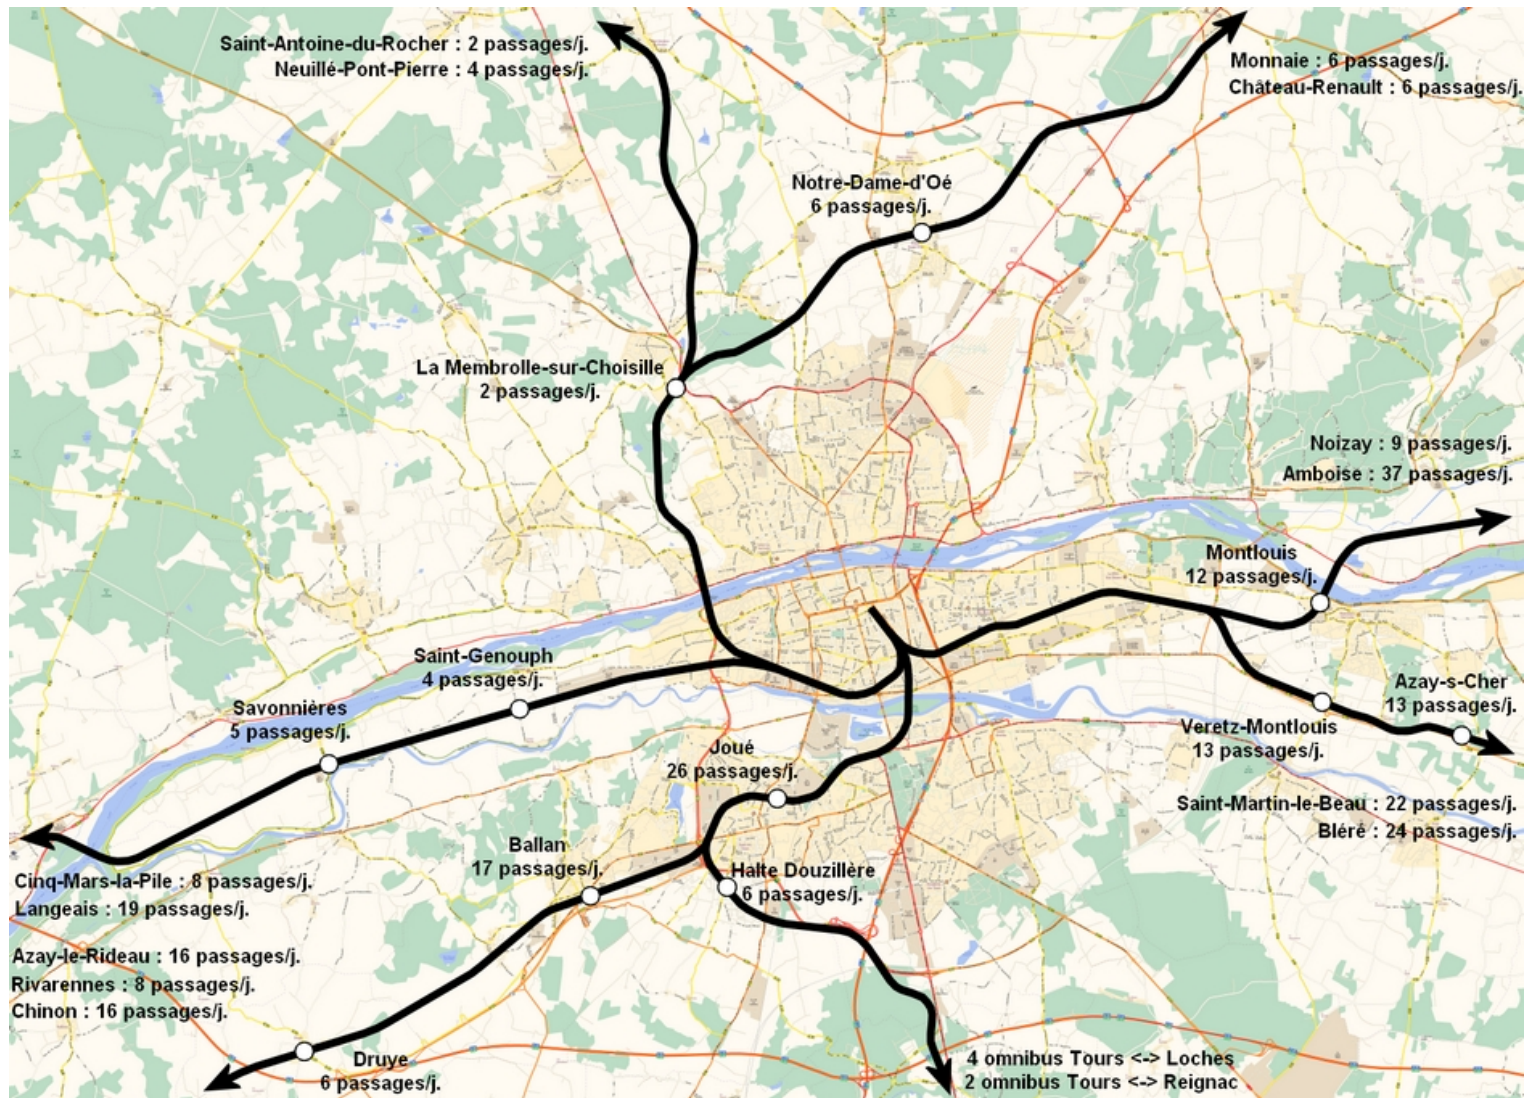 Saint-Antoine-du-Rocher : 2 passages/j.
Neuillé-Pont-Pierre : 4 passages/j.
Monnaie : 6 passages/j.
Château-Renault : 6 passages/j.
Notre-Dame-d'Oé
6 passages/j.
La Membrolle-sur-Choisille
2 passages/j.
Noizay : 9 passages/j.
Amboise : 37 passages/j.
Montlouis
12 passages/j.
Saint-Genouph
4 passages/j.
Savonnières
5 passages/j.
Azay-s-Cher
13 passages/j.
Veretz-Montlouis
13 passages/j.
Joué
26 passages/j.
Saint-Martin-le-Beau : 22 passages/j.
Bléré : 24 passages/j.
Ballan
17 passages/j.
Halte Douzillère
6 passages/j.
Cinq-Mars-la-Pile : 8 passages/j.
Langeais : 19 passages/j.
Azay-le-Rideau : 16 passages/j.
Rivarennes : 8 passages/j.
Chinon : 16 passages/j.
Druye
6 passages/j.
4 omnibus Tours <-> Loches
2 omnibus Tours <-> Reignac